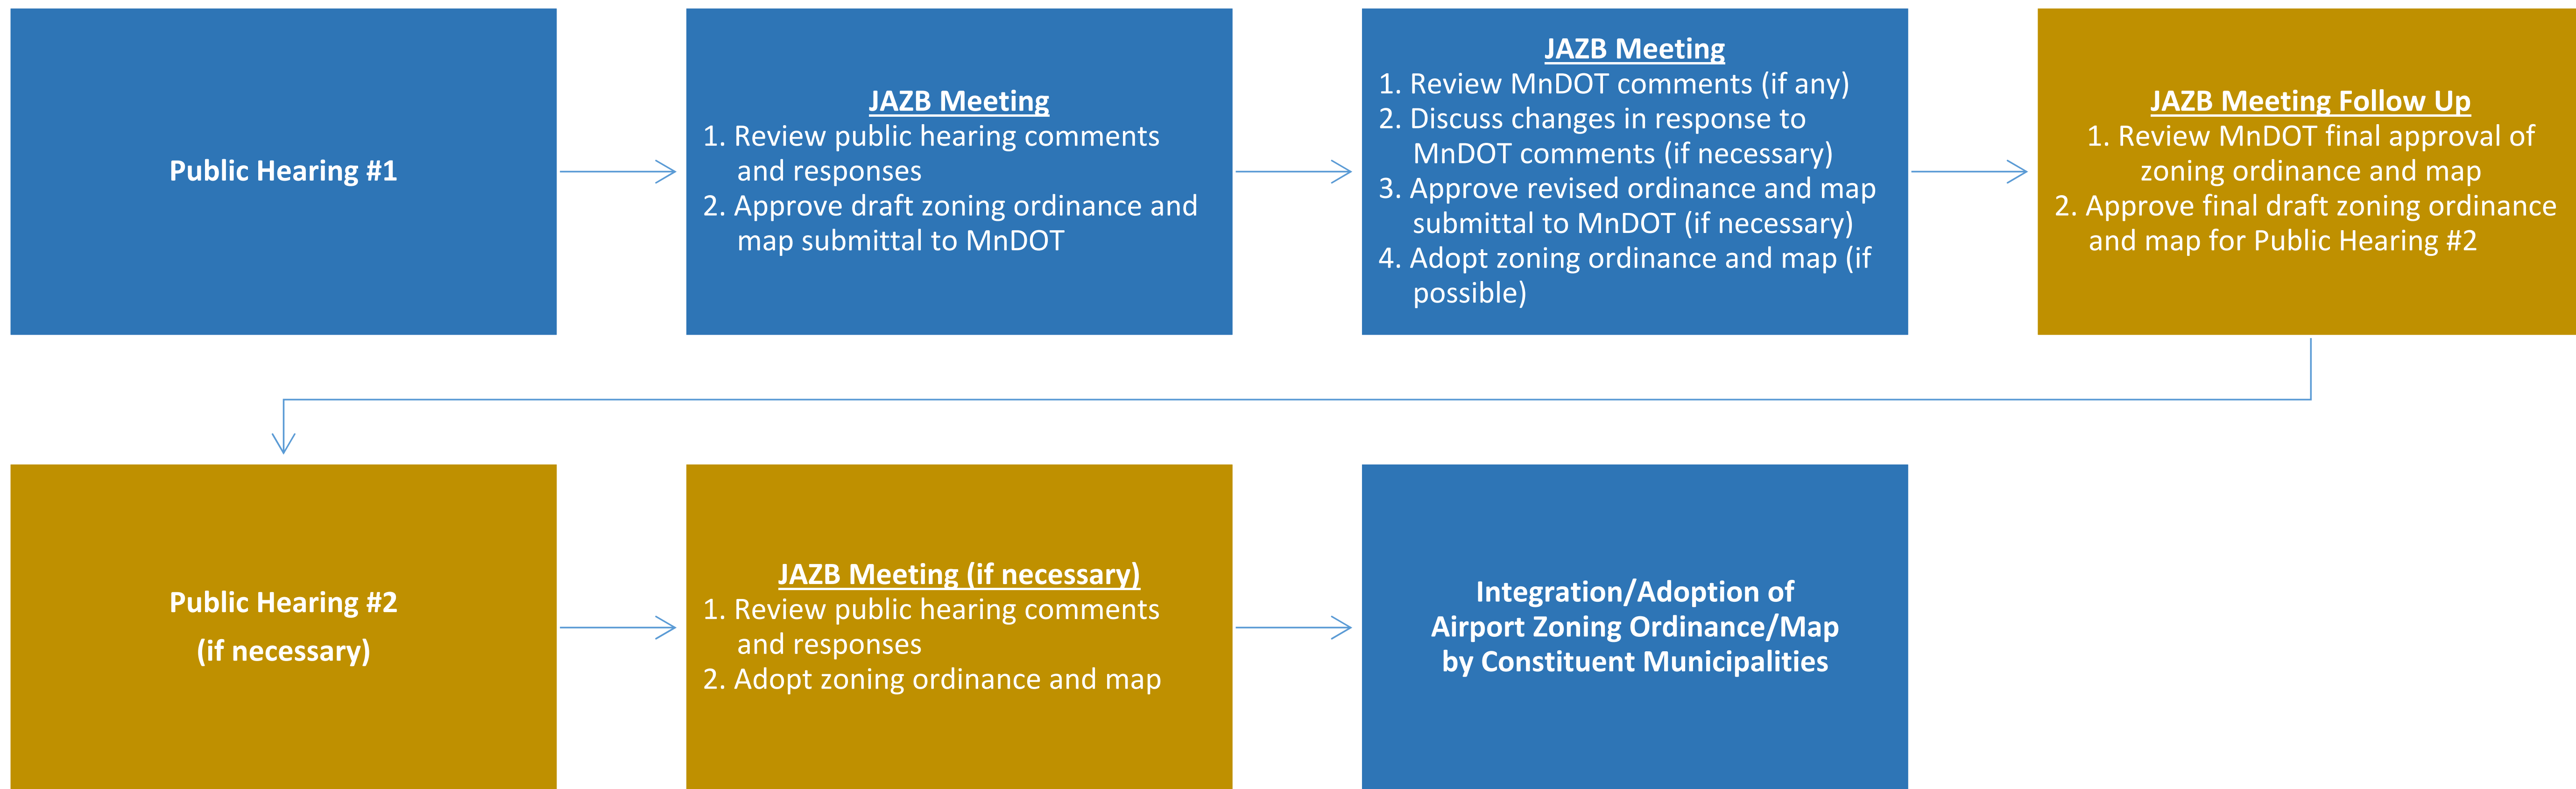 Public Hearing #1
JAZB Meeting
1. Review public hearing comments
and responses
2. Approve draft zoning ordinance and
map submittal to MnDOT
JAZB Meeting
1. Review MnDOT comments (if any)
2. Discuss changes in response to
MnDOT comments (if necessary)
3. Approve revised ordinance and map
submittal to MnDOT (if necessary)
4. Adopt zoning ordinance and map (if
possible)
JAZB Meeting Follow Up
1. Review MnDOT final approval of
zoning ordinance and map
2. Approve final draft zoning ordinance
and map for Public Hearing #2
Public Hearing #2
(if necessary)
JAZB Meeting (if necessary)
1. Review public hearing comments
and responses
2. Adopt zoning ordinance and map
Integration/Adoption of
Airport Zoning Ordinance/Map
by Constituent Municipalities